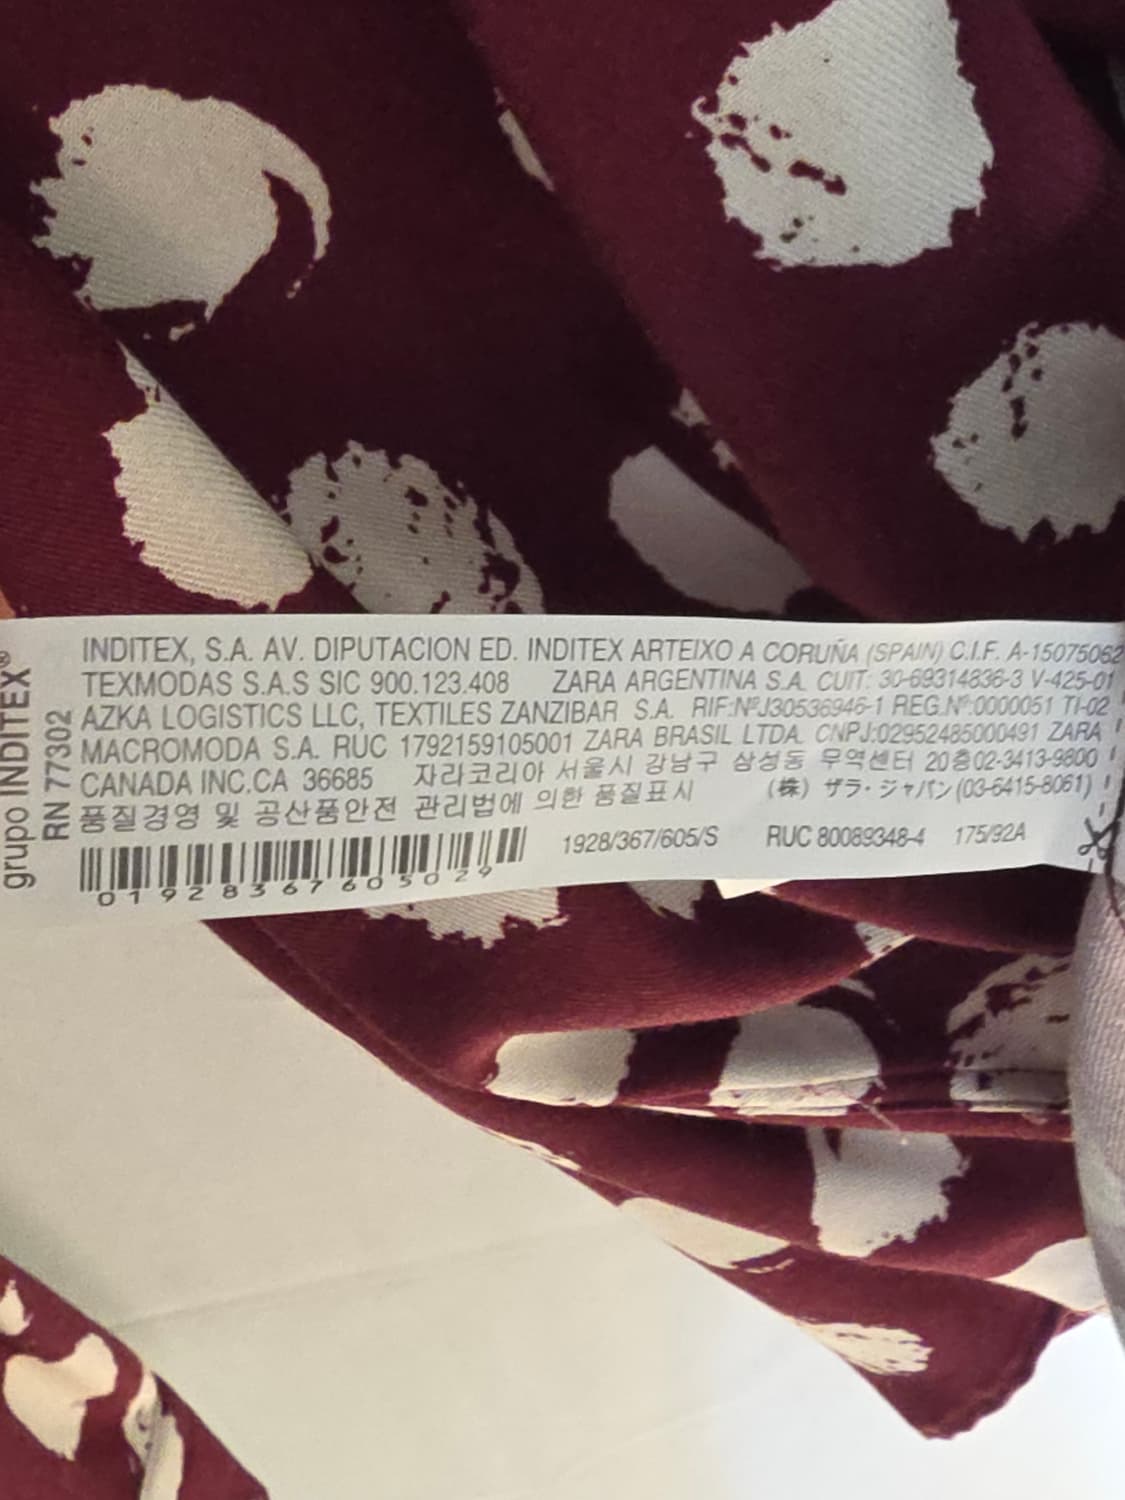 grupo INDITEX®
RN 77302
INDITEX, S.A. AV. DIPUTACION ED. INDITEX ARTEIXO A CORUÑA (SPAIN) C.I.F. A-15075062
TEXMODAS S.A.S SIC 900.123.408 ZARA ARGENTINA S.A. CUIT: 30-69314836-3 V-425-01
AZKA LOGISTICS LLC, TEXTILES ZANZIBAR S.A. RIF:NºJ30536946-1 REG.Nº:0000051 TI-02
MACROMODA S.A. RUC 1792159105001 ZARA BRASIL LTDA. CNPJ:02952485000491 ZARA
CANADA INC.CA 36685 자라코리아 서울시 강남구 삼성동 무역센터 20층02-3413-9800
품질경영 및 공산품안전 관리법에 의한 품질표시 (株) ザラ・ジャパン(03-6415-8061)
1928/367/605/S RUC 80089348-4 175/92A
01928367605029